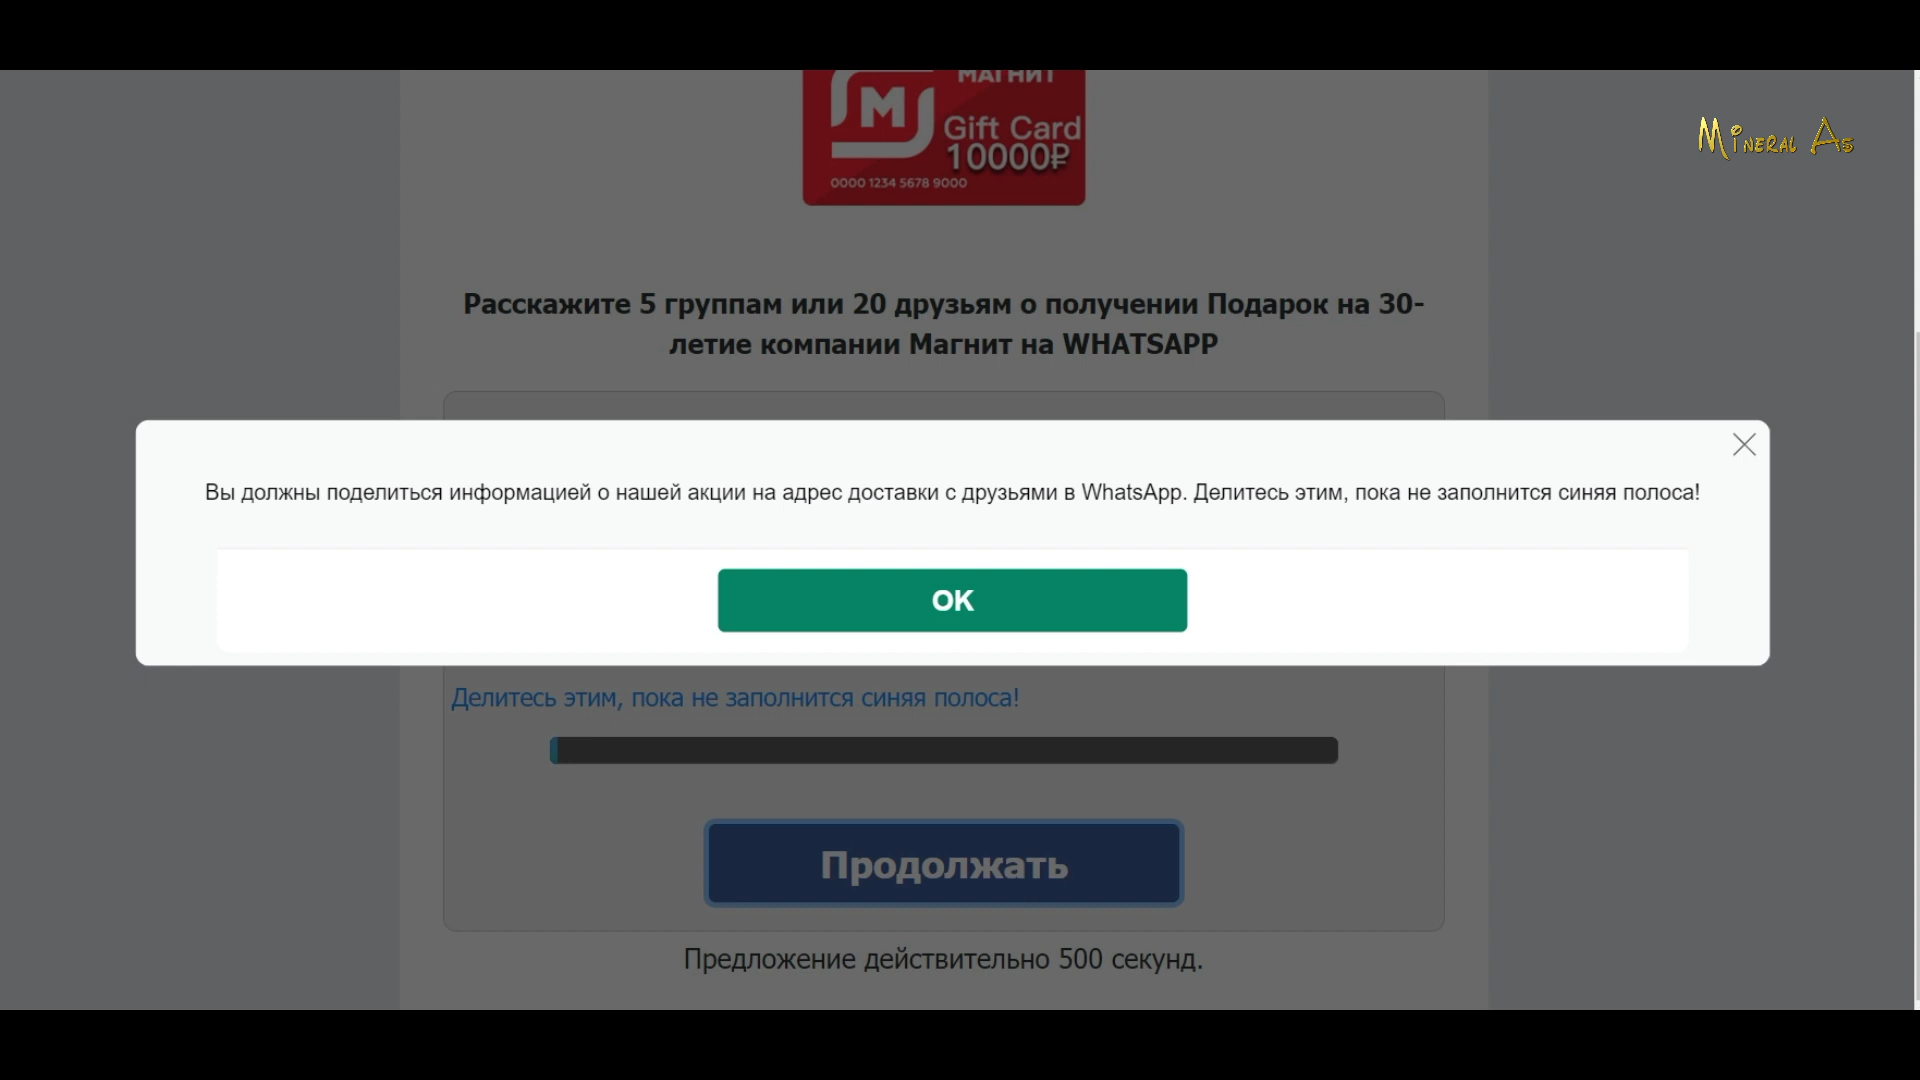 МАГНИТ
M
Gift Card
10000₽
0000 1234 5678 9000
Mineral A5
Расскажите 5 группам или 20 друзьям о получении Подарок на 30-
летие компании Магнит на WHATSAPP
Вы должны поделиться информацией о нашей акции на адрес доставки с друзьями в WhatsApp. Делитесь этим, пока не заполнится синяя полоса!
OK
Делитесь этим, пока не заполнится синяя полоса!
Продолжать
Предложение действительно 500 секунд.